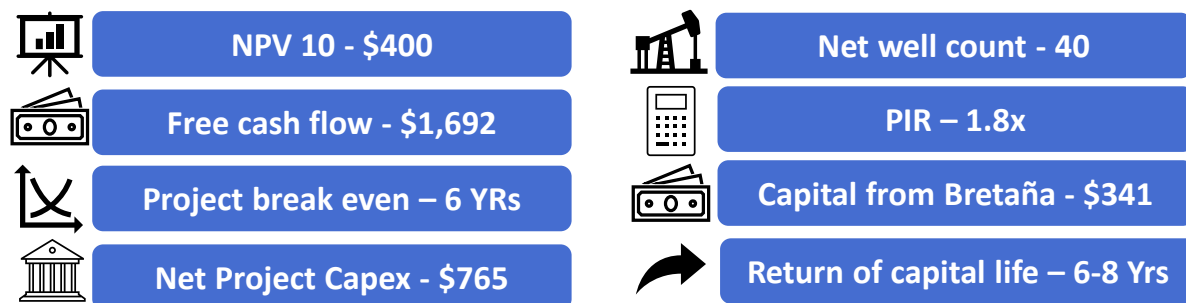 NPV 10 - $400
Free cash flow - $1,692
Project break even – 6 YRs
Net Project Capex - $765
Net well count - 40
PIR – 1.8x
Capital from Bretaña - $341
Return of capital life – 6-8 Yrs